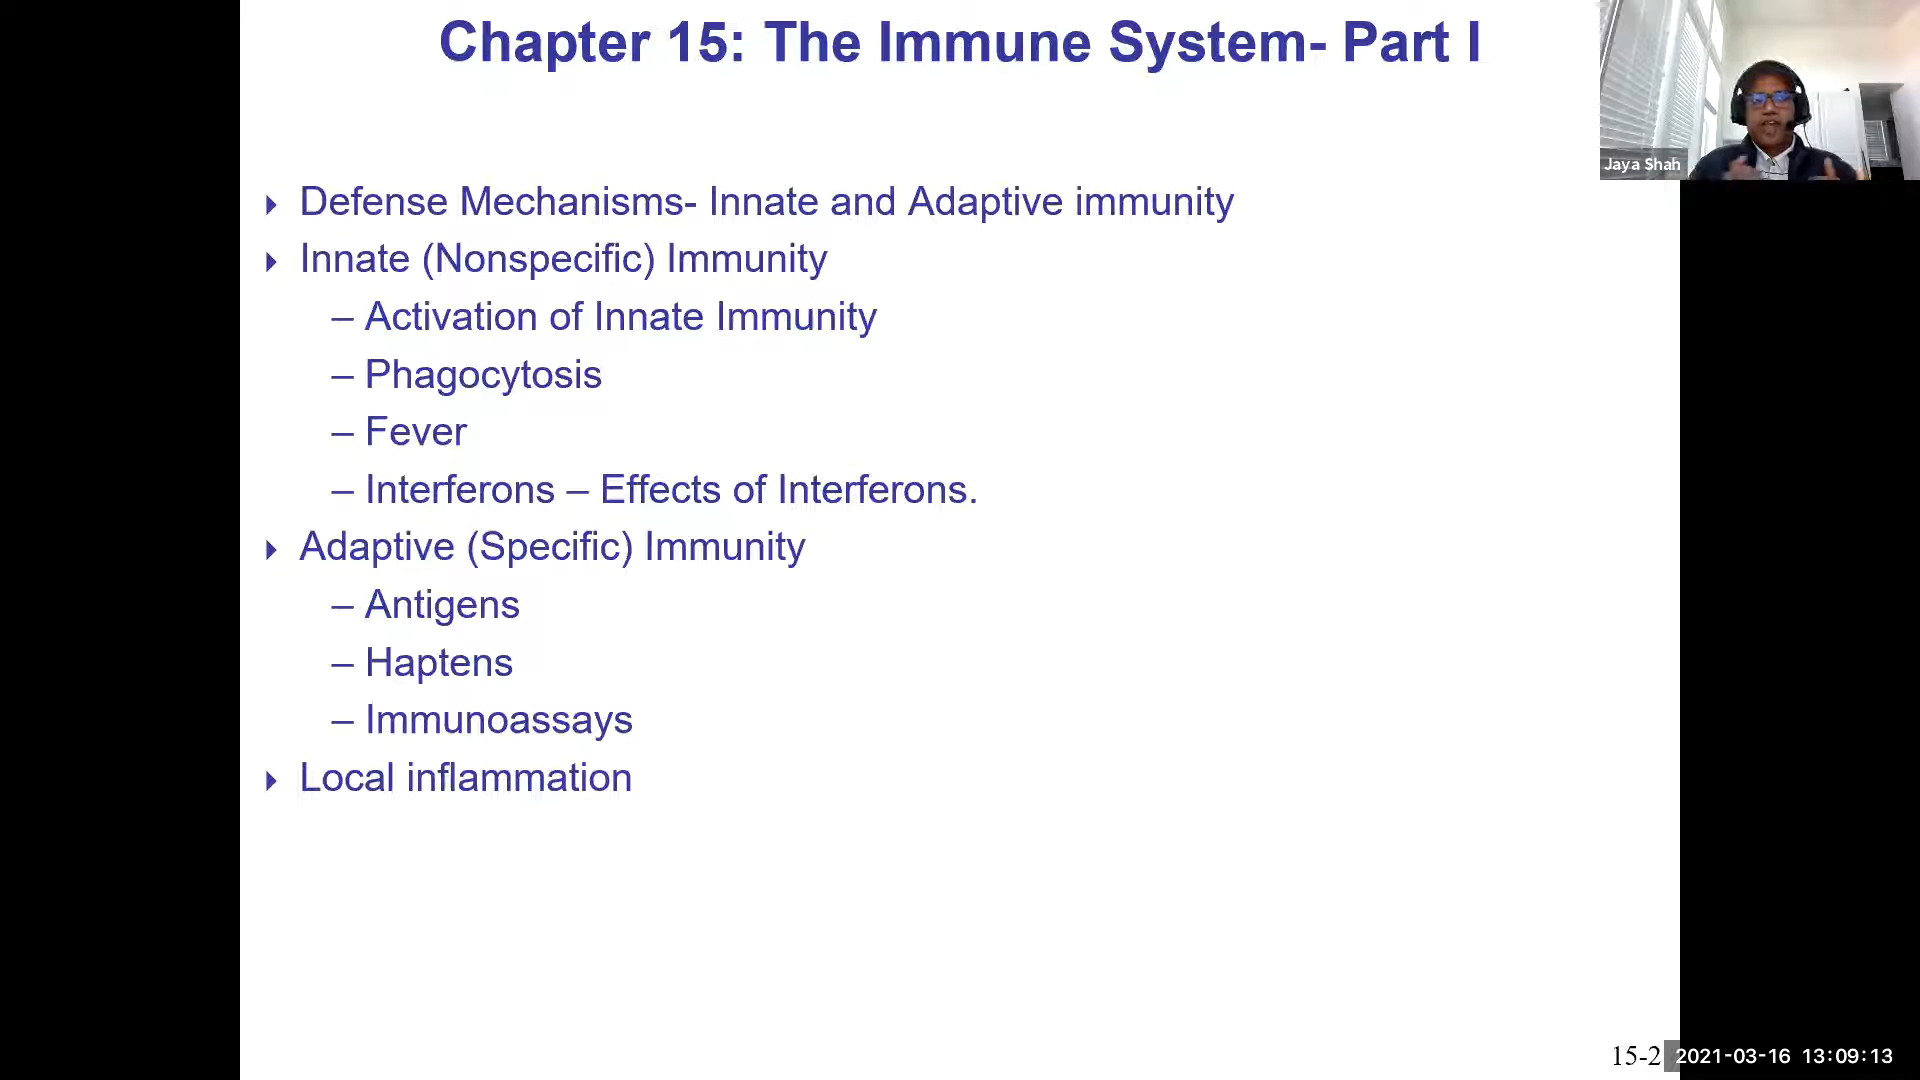 Chapter 15: The Immune System- Part I
Jaya Shah
Defense Mechanisms- Innate and Adaptive immunity
Innate (Nonspecific) Immunity
– Activation of Innate Immunity
– Phagocytosis
– Fever
– Interferons – Effects of Interferons.
Adaptive (Specific) Immunity
– Antigens
– Haptens
– Immunoassays
Local inflammation
15-2
2021-03-16 13:09:13